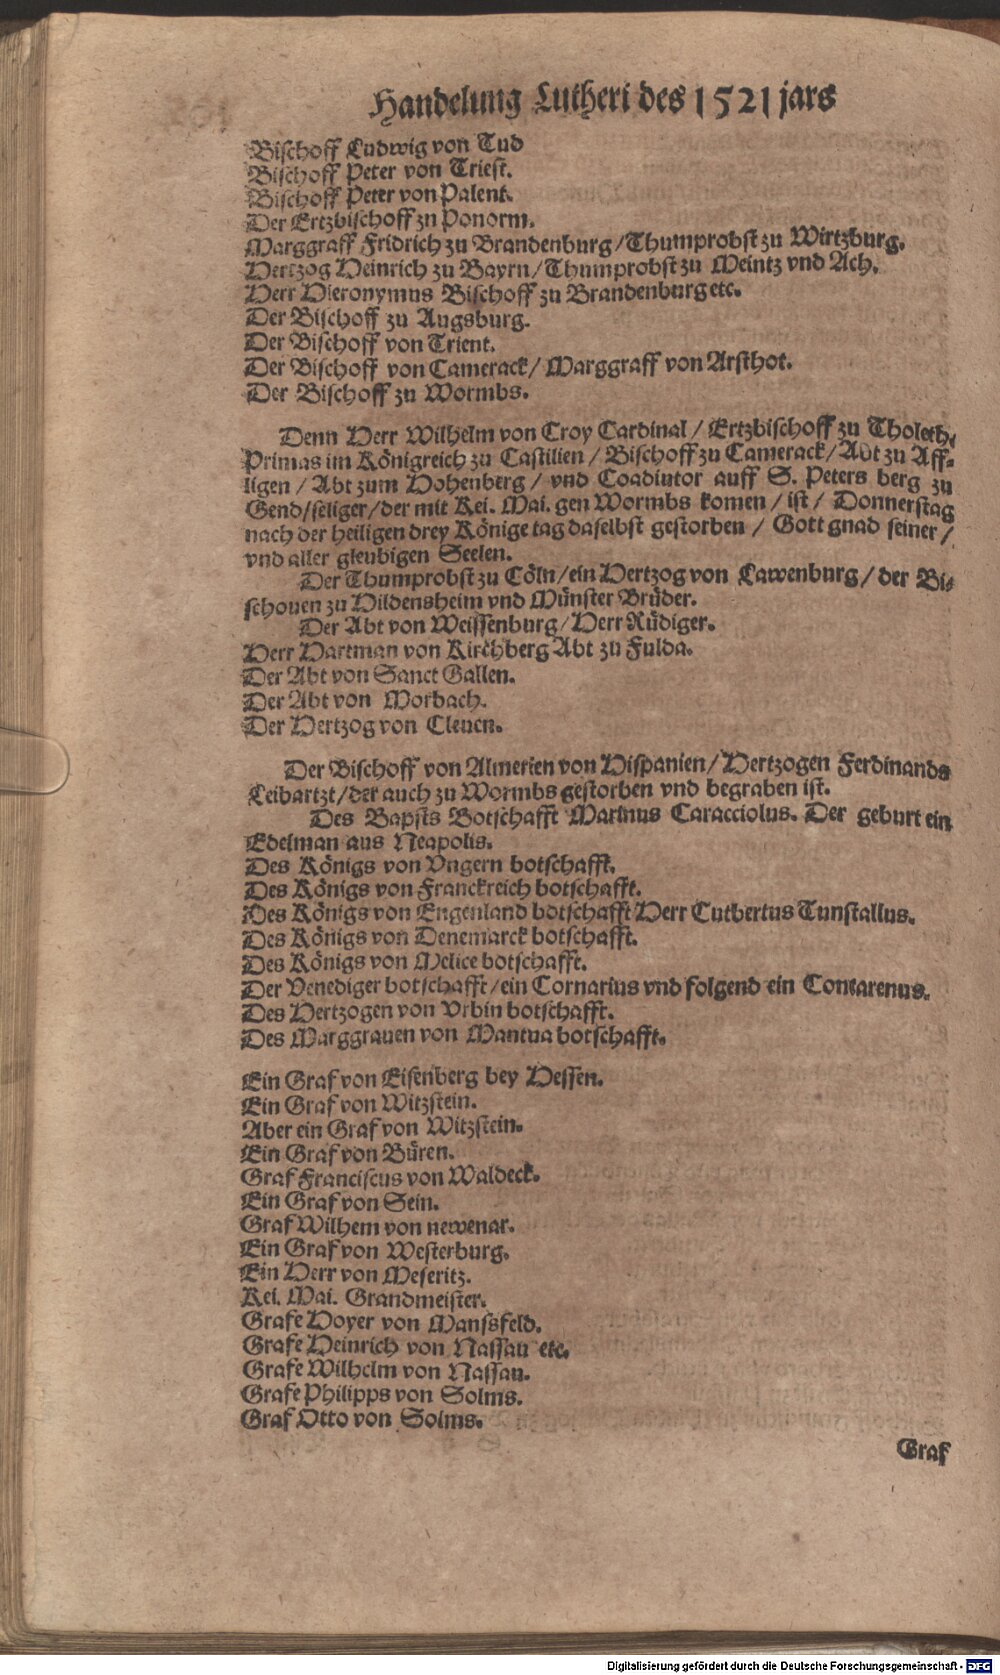 Handelung Lutheri des 1521 jars
Bischoff Ludwig von Tud
Bischoff Peter von Triest.
Bischoff Peter von Palent.
Der Ertzbischoff zu Ponorm.
Marggraff Fridrich zu Brandenburg / Thumprobst zu Wirtzburg.
Hertzog Heinrich zu Bayrn / Thumprobst zu Meintz vnd Ach.
Herr Hieronymus Bischoff zu Brandenburg etc.
Der Bischoff zu Augsburg.
Der Bischoff von Trient.
Der Bischoff von Camerack / Marggraff von Arsthot.
Der Bischoff zu Wormbs.
Denn Herr Wilhelm von Croy Cardinal / Ertzbischoff zu Tholeth,
Primas im Königreich zu Castilien / Bischoff zu Camerack / Abt zu Aff-
ligen / Abt zum Hohenberg / vnd Coadiutor auff S. Peters berg zu
Gend / seliger / der mit Kei. Mai. gen Wormbs komen / ist / Donnerstag
nach der heiligen drey Könige tag daselbst gestorben / Gott gnad seiner /
vnd aller gleubigen Seelen.
Der Thumprobst zu Cöln / ein Hertzog von Lawenburg / der Bi-
schouen zu Hildensheim vnd Münster Brüder.
Der Abt von Weissenburg / Herr Rüdiger.
Herr Hartman von Kirchberg Abt zu Fulda.
Der Abt von Sanct Gallen.
Der Abt von Morbach.
Der Hertzog von Cleuen.
Der Bischoff von Almerien von Hispanien / Hertzogen Ferdinands
Leibartzt / der auch zu Wormbs gestorben vnd begraben ist.
Des Bapsts Botschafft Marinus Caracciolus. Der geburt ein
Edelman aus Neapolis.
Des Königs von Vngern botschafft.
Des Königs von Franckreich botschafft.
Des Königs von Engenland botschafft Herr Cutbertus Tunstallus.
Des Königs von Denemarck botschafft.
Des Königs von Melice botschafft.
Der Venediger botschafft / ein Cornarius vnd folgend ein Contarenus.
Des Hertzogen von Vrbin botschafft.
Des Marggrauen von Mantua botschafft.
Ein Graf von Eisenberg bey Hessen.
Ein Graf von Witzstein.
Aber ein Graf von Witzstein.
Ein Graf von Büren.
Graf Franciscus von Waldeck.
Ein Graf von Sein.
Graf Wilhem von newenar.
Ein Graf von Westerburg.
Ein Herr von Meseritz.
Kei. Mai. Grandmeister.
Grafe Hoyer von Mansfeld.
Grafe Heinrich von Nassau etc.
Grafe Wilhelm von Nassau.
Grafe Philipps von Solms.
Graf Otto von Solms.
Graf
Digitalisierung gefördert durch die Deutsche Forschungsgemeinschaft - DFG